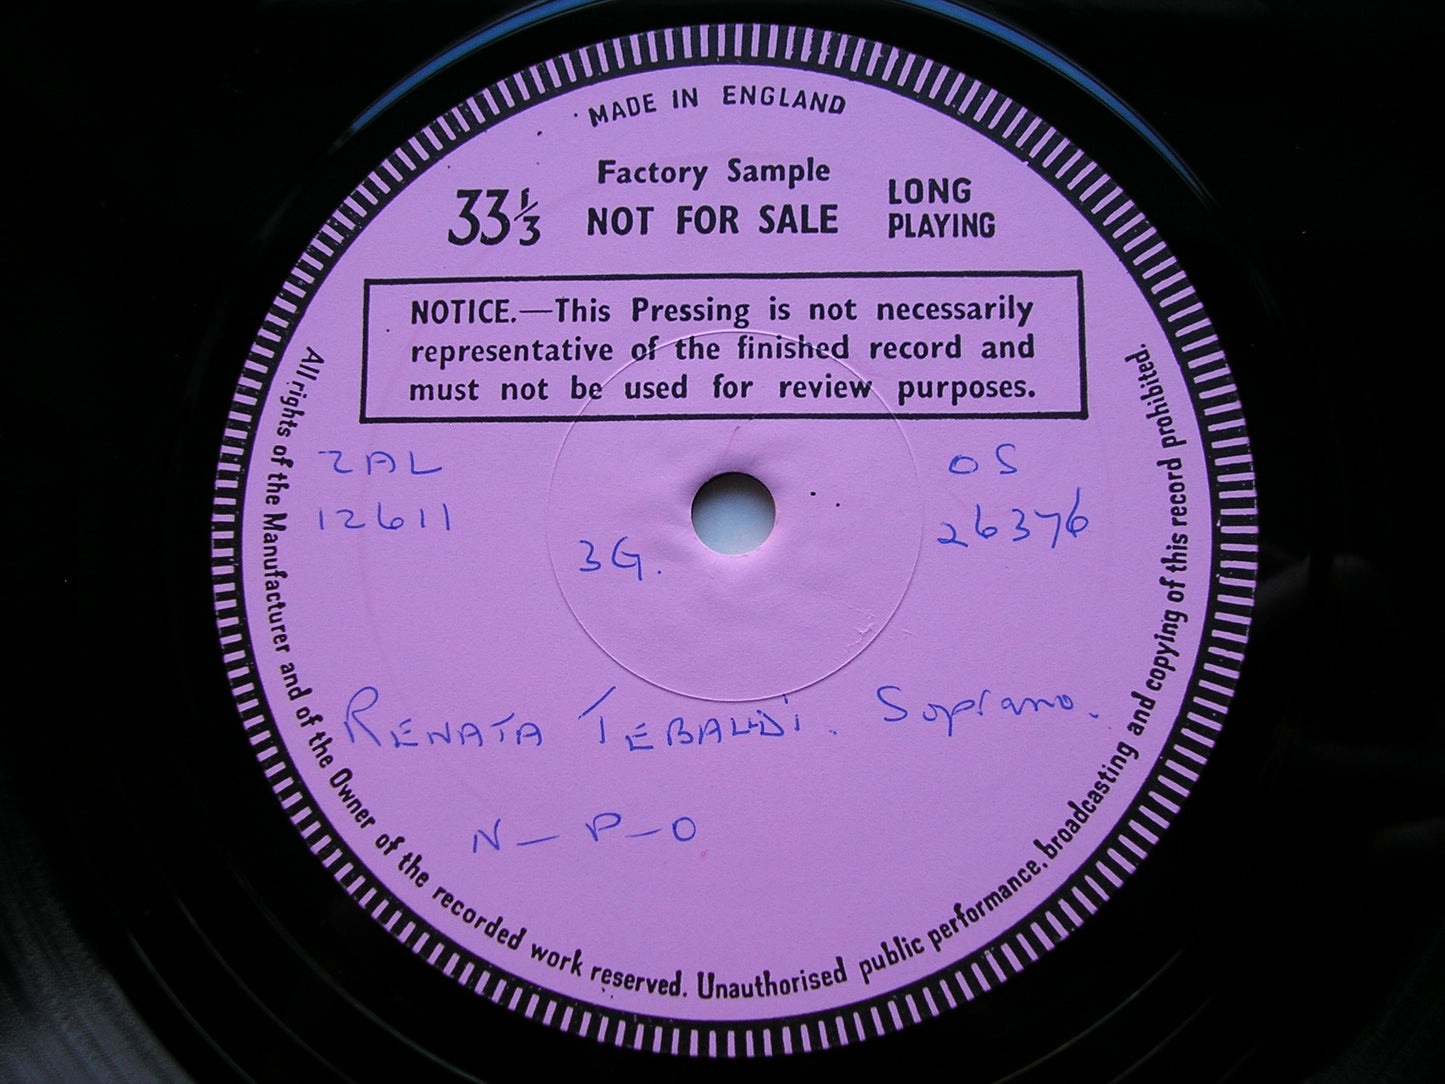 MADE IN ENGLAND
Factory Sample
33⅓ NOT FOR SALE LONG PLAYING
NOTICE.—This Pressing is not necessarily
representative of the finished record and
must not be used for review purposes.
ZAL OS
12611 26376
3G.
RENATA TEBALDI. Soprano.
N-P-O
All rights of the Manufacturer and of the Owner of the recorded work reserved. Unauthorised public performance, broadcasting and copying of this record prohibited.